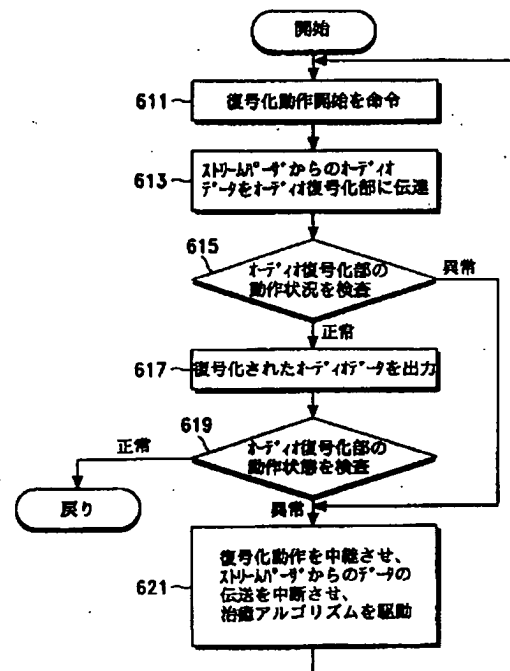 開始
611
復号化動作開始を命令
613
ｽﾄﾘｰﾑﾊﾟｰｻﾞからのｵｰﾃﾞｨｵ
データをｵｰﾃﾞｨｵ復号化部に伝達
615
ｵｰﾃﾞｨｵ復号化部の
動作状況を検査
異常
正常
617
復号化されたｵｰﾃﾞｨｵﾃﾞｰﾀを出力
619
ｵｰﾃﾞｨｵ復号化部の
動作状態を検査
正常
戻り
異常
621
復号化動作を中継させ、
ｽﾄﾘｰﾑﾊﾟｰｻﾞからのﾃﾞｰﾀの
伝送を中断させ、
治癒アルゴリズムを駆動